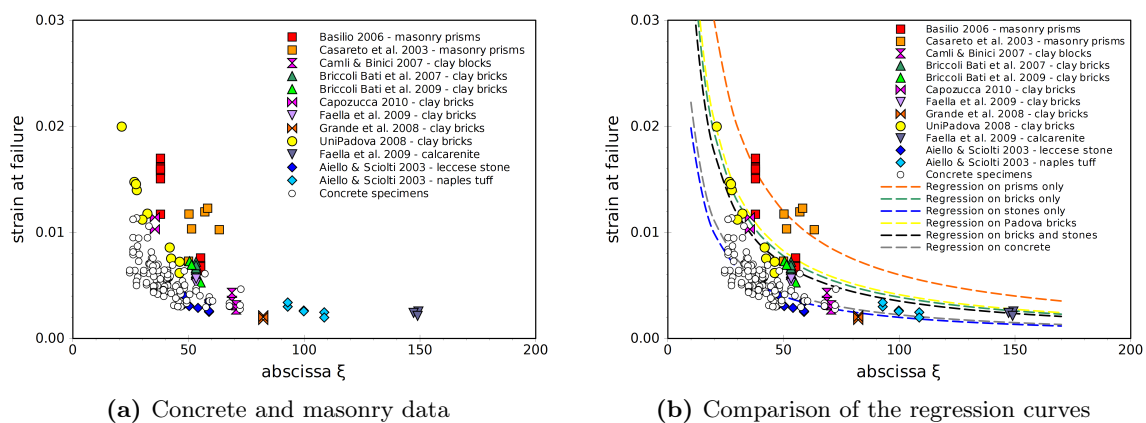 0.03
0.02
0.01
0.00
0
50
100
150
200
strain at failure
abscissa ξ
Basilio 2006 - masonry prisms
Casareto et al. 2003 - masonry prisms
Camli & Binici 2007 - clay blocks
Briccoli Bati et al. 2007 - clay bricks
Briccoli Bati et al. 2009 - clay bricks
Capozucca 2010 - clay bricks
Faella et al. 2009 - clay bricks
Grande et al. 2008 - clay bricks
UniPadova 2008 - clay bricks
Faella et al. 2009 - calcarenite
Aiello & Sciolti 2003 - leccese stone
Aiello & Sciolti 2003 - naples tuff
Concrete specimens
(a) Concrete and masonry data
0.03
0.02
0.01
0.00
0
50
100
150
200
strain at failure
abscissa ξ
Basilio 2006 - masonry prisms
Casareto et al. 2003 - masonry prisms
Camli & Binici 2007 - clay blocks
Briccoli Bati et al. 2007 - clay bricks
Briccoli Bati et al. 2009 - clay bricks
Capozucca 2010 - clay bricks
Faella et al. 2009 - clay bricks
Grande et al. 2008 - clay bricks
UniPadova 2008 - clay bricks
Faella et al. 2009 - calcarenite
Aiello & Sciolti 2003 - leccese stone
Aiello & Sciolti 2003 - naples tuff
Concrete specimens
Regression on prisms only
Regression on bricks only
Regression on stones only
Regression on Padova bricks
Regression on bricks and stones
Regression on concrete
(b) Comparison of the regression curves